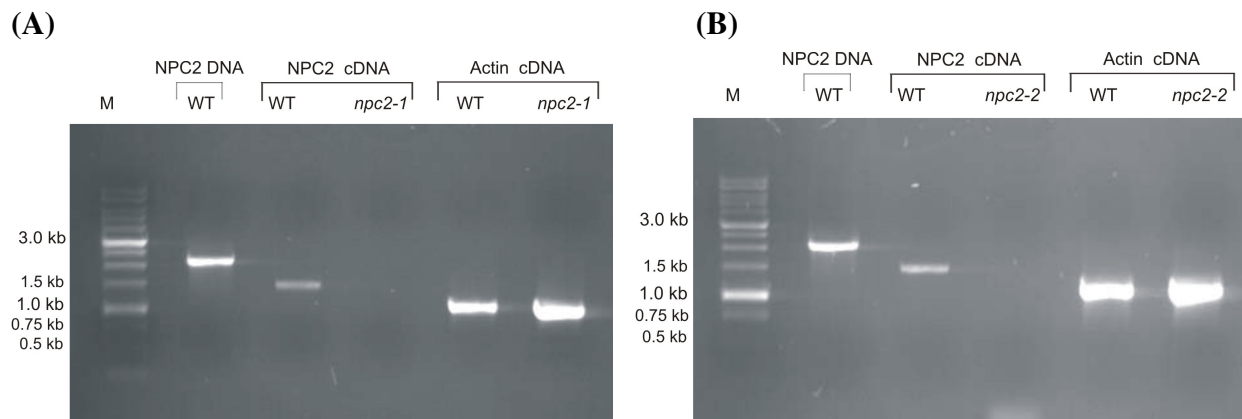 (A)
NPC2 DNA NPC2 cDNA Actin cDNA
M WT WT npc2-1 WT npc2-1
3.0 kb
1.5 kb
1.0 kb
0.75 kb
0.5 kb
(B)
NPC2 DNA NPC2 cDNA Actin cDNA
M WT WT npc2-2 WT npc2-2
3.0 kb
1.5 kb
1.0 kb
0.75 kb
0.5 kb